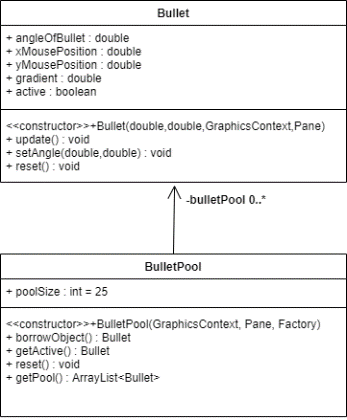 Bullet
+ angleOfBullet : double
+ xMousePosition : double
+ yMousePosition : double
+ gradient : double
+ active : boolean
<<constructor>>+Bullet(double,double,GraphicsContext,Pane)
+ update() : void
+ setAngle(double,double) : void
+ reset() : void
-bulletPool 0..*
BulletPool
+ poolSize : int = 25
<<constructor>>+BulletPool(GraphicsContext, Pane, Factory)
+ borrowObject() : Bullet
+ getActive() : Bullet
+ reset() : void
+ getPool() : ArrayList<Bullet>